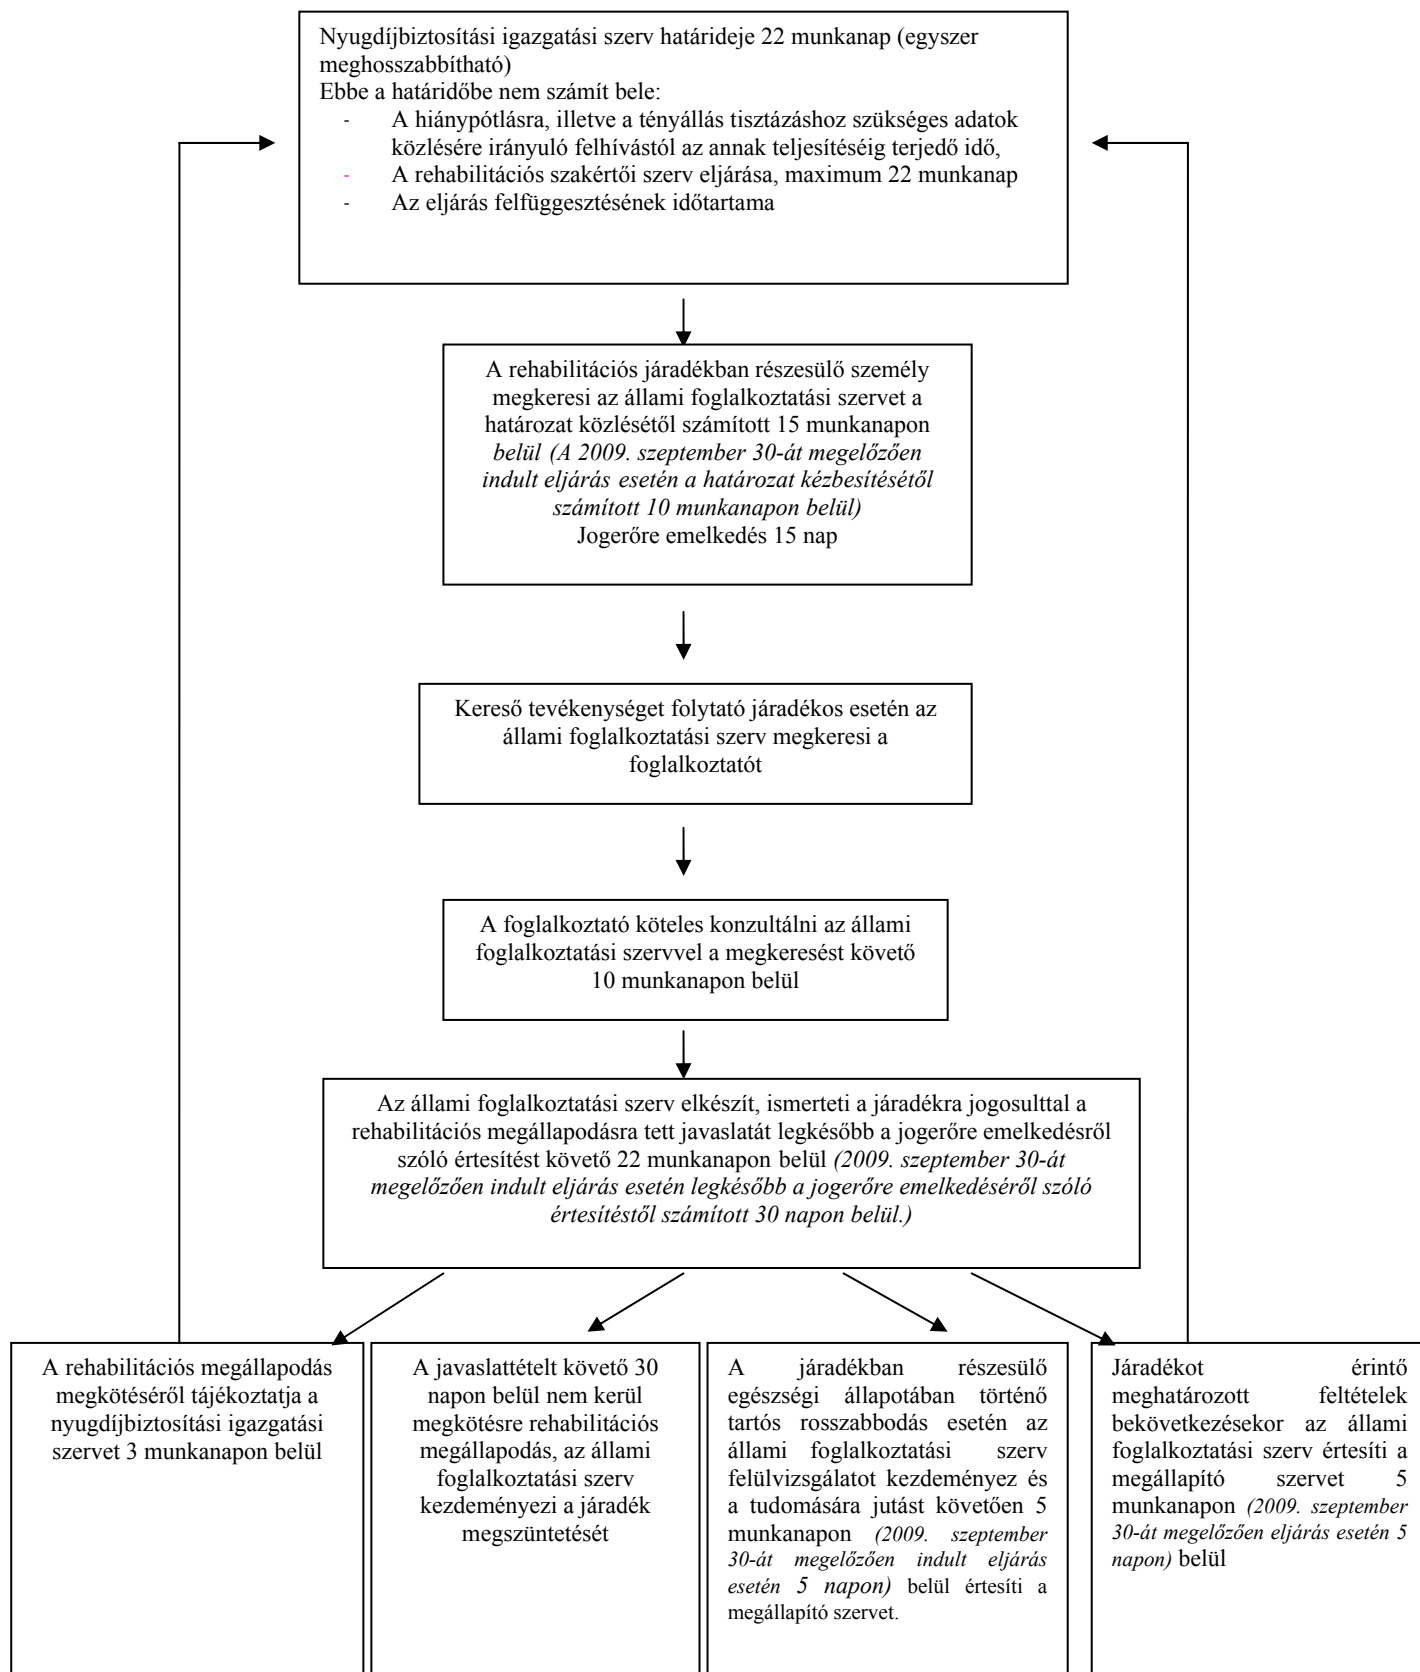 Nyugdíjbiztosítási igazgatási szerv határideje 22 munkanap (egyszer
meghosszabbítható)
Ebbe a határidőbe nem számít bele:
- A hiánypótlásra, illetve a tényállás tisztázáshoz szükséges adatok
közlésére irányuló felhívástól az annak teljesítéséig terjedő idő,
- A rehabilitációs szakértői szerv eljárása, maximum 22 munkanap
- Az eljárás felfüggesztésének időtartama
A rehabilitációs járadékban részesülő személy
megkeresi az állami foglalkoztatási szervet a
határozat közlésétől számított 15 munkanapon
belül (A 2009. szeptember 30-át megelőzően
indult eljárás esetén a határozat kézbesítésétől
számított 10 munkanapon belül)
Jogerőre emelkedés 15 nap
Kereső tevékenységet folytató járadékos esetén az
állami foglalkoztatási szerv megkeresi a
foglalkoztatót
A foglalkoztató köteles konzultálni az állami
foglalkoztatási szervvel a megkeresést követő
10 munkanapon belül
Az állami foglalkoztatási szerv elkészít, ismerteti a járadékra jogosulttal a
rehabilitációs megállapodásra tett javaslatát legkésőbb a jogerőre emelkedésről
szóló értesítést követő 22 munkanapon belül (2009. szeptember 30-át
megelőzően indult eljárás esetén legkésőbb a jogerőre emelkedéséről szóló
értesítéstől számított 30 napon belül.)
A rehabilitációs megállapodás
megkötéséről tájékoztatja a
nyugdíjbiztosítási igazgatási
szervet 3 munkanapon belül
A javaslattételt követő 30
napon belül nem kerül
megkötésre rehabilitációs
megállapodás, az állami
foglalkoztatási szerv
kezdeményezi a járadék
megszüntetését
A járadékban részesülő
egészségi állapotában történő
tartós rosszabbodás esetén az
állami foglalkoztatási szerv
felülvizsgálatot kezdeményez és
a tudomására jutást követően 5
munkanapon (2009. szeptember
30-át megelőzően indult eljárás
esetén 5 napon) belül értesíti a
megállapító szervet.
Járadékot érintő
meghatározott feltételek
bekövetkezésekor az állami
foglalkoztatási szerv értesíti a
megállapító szervet 5
munkanapon (2009. szeptember
30-át megelőzően eljárás esetén 5
napon) belül